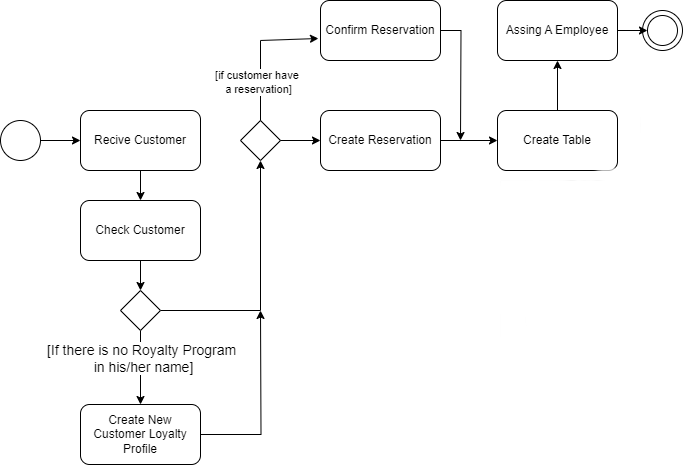 Confirm Reservation
Assing A Employee
[if customer have
a reservation]
Recive Customer
Create Reservation
Create Table
Check Customer
[If there is no Royalty Program
in his/her name]
Create New
Customer Loyalty
Profile